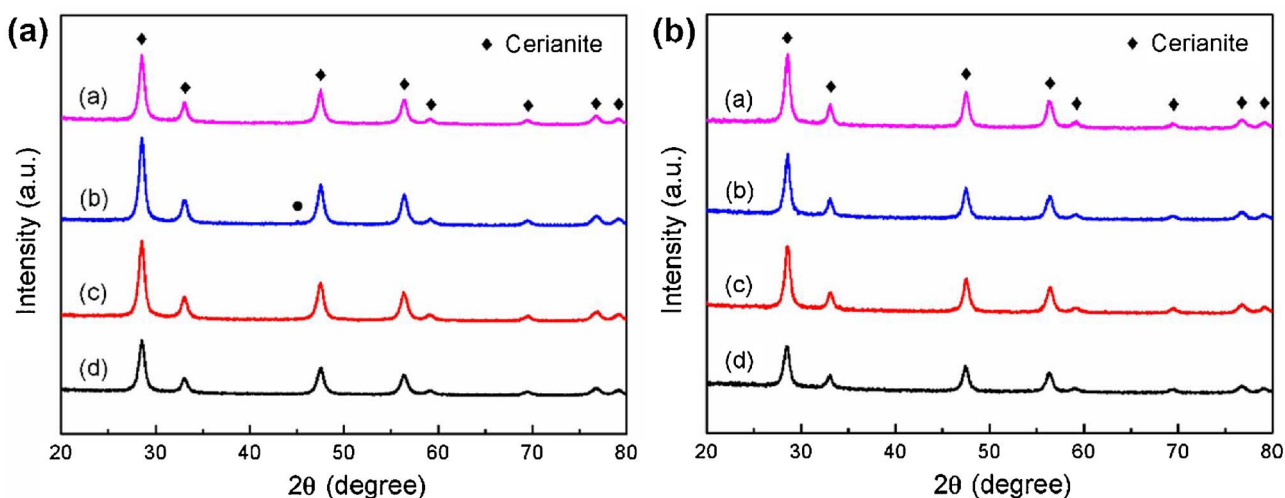 (a)
◆ Cerianite
(a)
(b)
(c)
(d)
Intensity (a.u.)
20 30 40 50 60 70 80
2θ (degree)
(b)
◆ Cerianite
(a)
(b)
(c)
(d)
Intensity (a.u.)
20 30 40 50 60 70 80
2θ (degree)